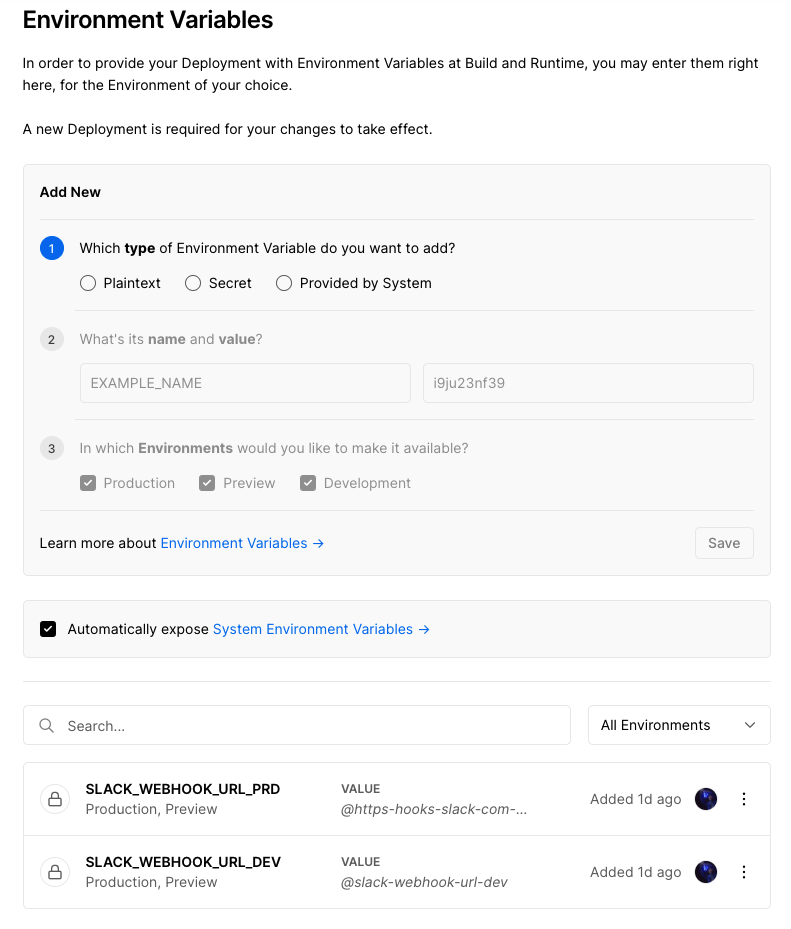 Environment Variables
In order to provide your Deployment with Environment Variables at Build and Runtime, you may enter them right
here, for the Environment of your choice.
A new Deployment is required for your changes to take effect.
Add New
1 Which type of Environment Variable do you want to add?
Plaintext Secret Provided by System
2 What's its name and value?
EXAMPLE_NAME i9ju23nf39
3 In which Environments would you like to make it available?
Production Preview Development
Learn more about Environment Variables → Save
Automatically expose System Environment Variables →
Search... All Environments
SLACK_WEBHOOK_URL_PRD VALUE
Production, Preview @https-hooks-slack-com-... Added 1d ago
SLACK_WEBHOOK_URL_DEV VALUE
Production, Preview @slack-webhook-url-dev Added 1d ago